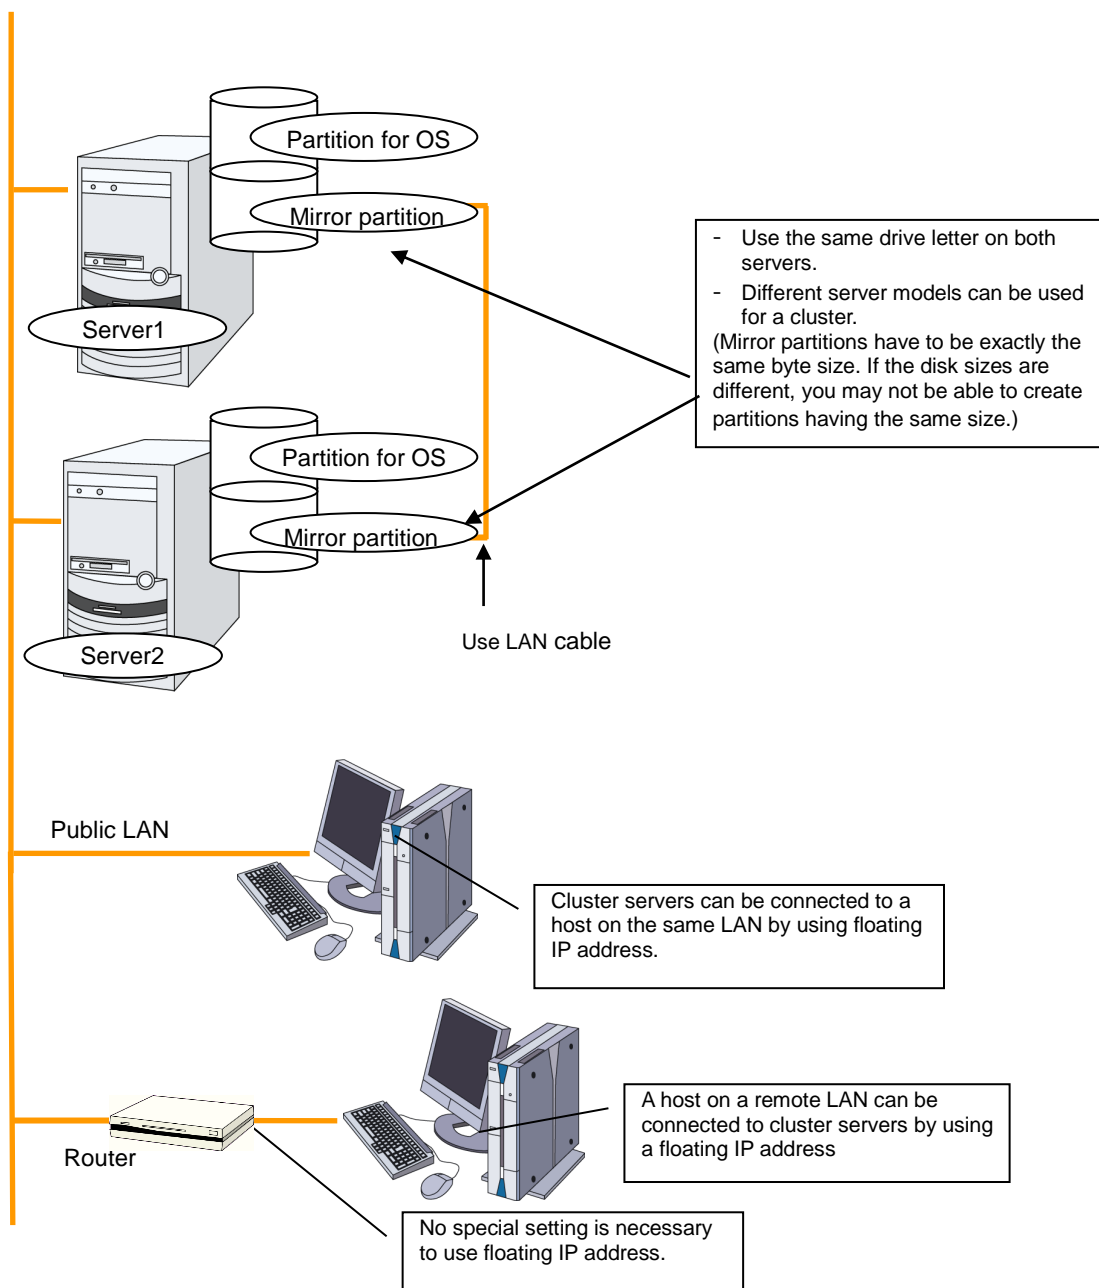 Partition for OS
Mirror partition
Server1
- Use the same drive letter on both
servers.
- Different server models can be used
for a cluster.
(Mirror partitions have to be exactly the
same byte size. If the disk sizes are
different, you may not be able to create
partitions having the same size.)
Partition for OS
Mirror partition
Server2
Use LAN cable
Public LAN
Cluster servers can be connected to a
host on the same LAN by using floating
IP address.
A host on a remote LAN can be
connected to cluster servers by using
a floating IP address
Router
No special setting is necessary
to use floating IP address.